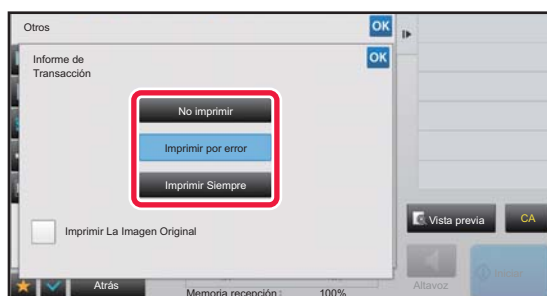 Otros
OK
Informe de
Transacción
OK
No imprimir
Imprimir por error
Imprimir Siempre
Imprimir La Imagen Original
Vista previa
CA
Atrás
Memoria recepción:
100%
Altavoz
Iniciar